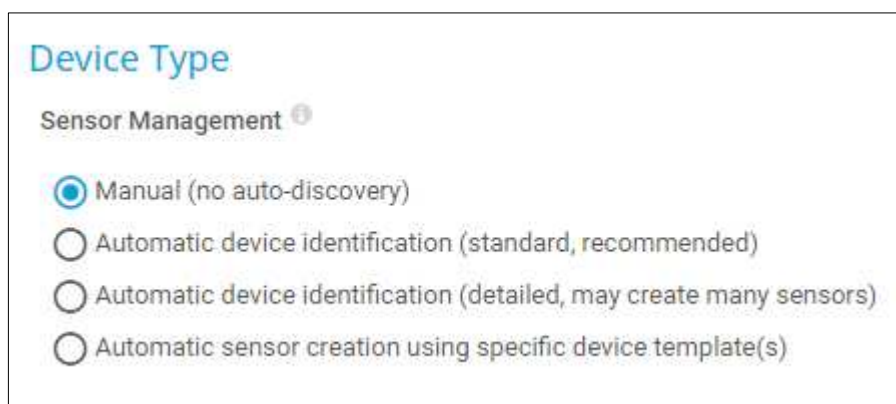 Device Type
Sensor Management
Manual (no auto-discovery)
Automatic device identification (standard, recommended)
Automatic device identification (detailed, may create many sensors)
Automatic sensor creation using specific device template(s)